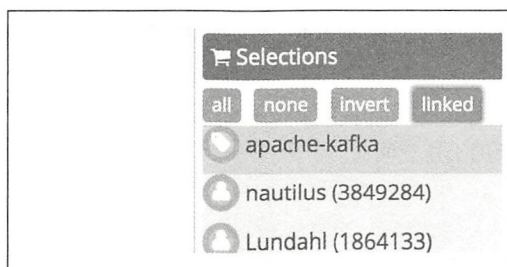 Selections
all none invert linked
apache-kafka
nautilus (3849284)
Lundahl (1864133)